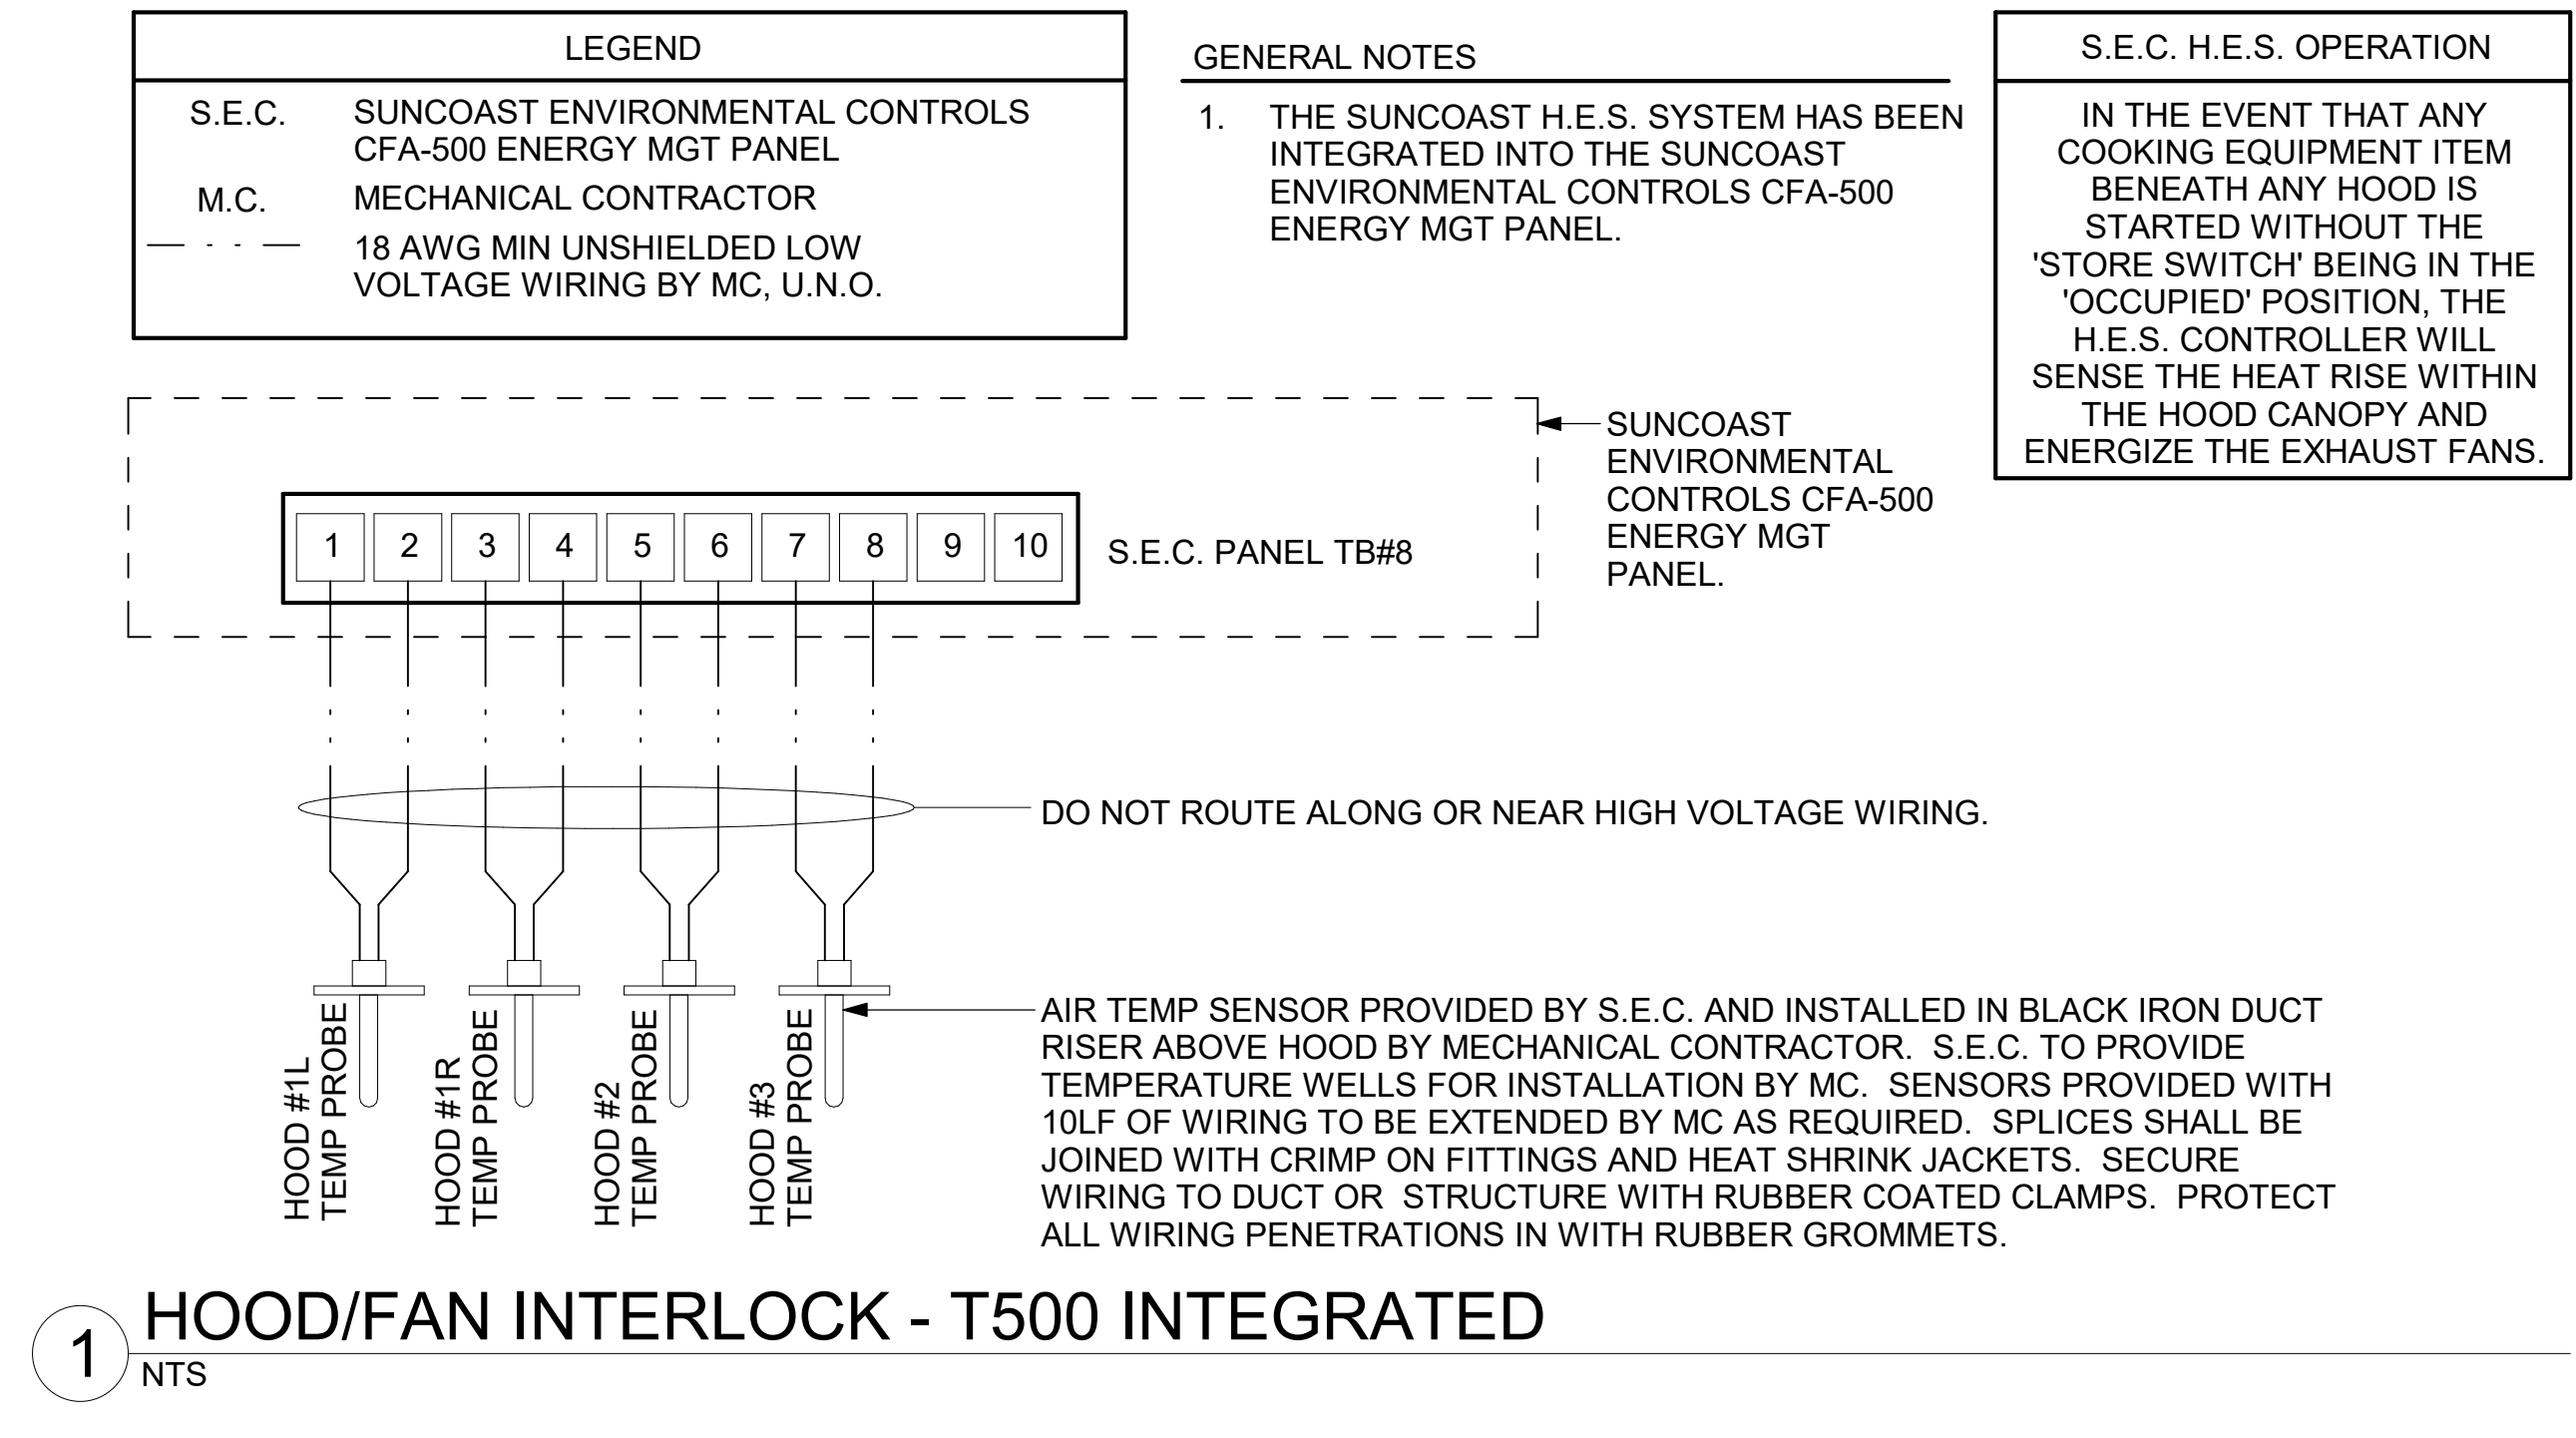 LEGEND
S.E.C. SUNCOAST ENVIRONMENTAL CONTROLS
CFA-500 ENERGY MGT PANEL
M.C. MECHANICAL CONTRACTOR
18 AWG MIN UNSHIELDED LOW
VOLTAGE WIRING BY MC, U.N.O.
GENERAL NOTES
1. THE SUNCOAST H.E.S. SYSTEM HAS BEEN
INTEGRATED INTO THE SUNCOAST
ENVIRONMENTAL CONTROLS CFA-500
ENERGY MGT PANEL.
S.E.C. H.E.S. OPERATION
IN THE EVENT THAT ANY
COOKING EQUIPMENT ITEM
BENEATH ANY HOOD IS
STARTED WITHOUT THE
'STORE SWITCH' BEING IN THE
'OCCUPIED' POSITION, THE
H.E.S. CONTROLLER WILL
SENSE THE HEAT RISE WITHIN
THE HOOD CANOPY AND
ENERGIZE THE EXHAUST FANS.
SUNCOAST
ENVIRONMENTAL
CONTROLS CFA-500
ENERGY MGT
PANEL.
1 2 3 4 5 6 7 8 9 10
S.E.C. PANEL TB#8
DO NOT ROUTE ALONG OR NEAR HIGH VOLTAGE WIRING.
HOOD #1L
TEMP PROBE
HOOD #1R
TEMP PROBE
HOOD #2
TEMP PROBE
HOOD #3
TEMP PROBE
AIR TEMP SENSOR PROVIDED BY S.E.C. AND INSTALLED IN BLACK IRON DUCT
RISER ABOVE HOOD BY MECHANICAL CONTRACTOR. S.E.C. TO PROVIDE
TEMPERATURE WELLS FOR INSTALLATION BY MC. SENSORS PROVIDED WITH
10LF OF WIRING TO BE EXTENDED BY MC AS REQUIRED. SPLICES SHALL BE
JOINED WITH CRIMP ON FITTINGS AND HEAT SHRINK JACKETS. SECURE
WIRING TO DUCT OR STRUCTURE WITH RUBBER COATED CLAMPS. PROTECT
ALL WIRING PENETRATIONS IN WITH RUBBER GROMMETS.
1 HOOD/FAN INTERLOCK - T500 INTEGRATED
NTS